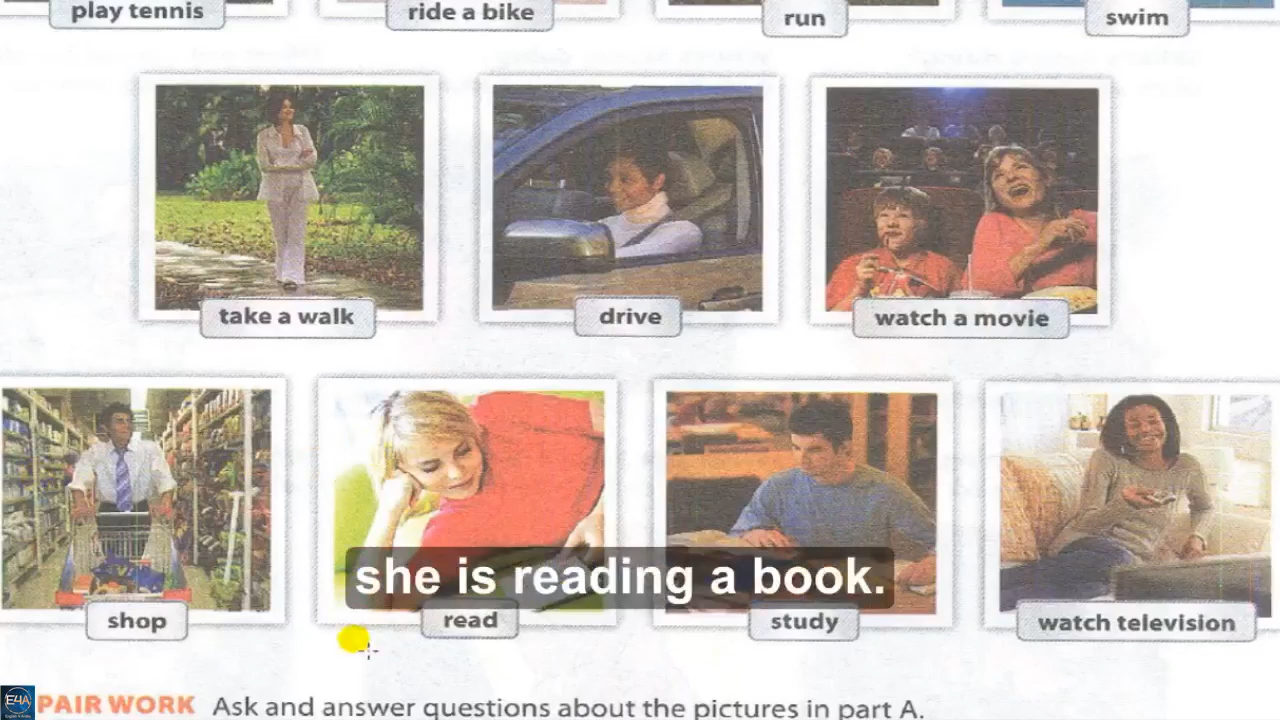 play tennis
ride a bike
run
swim
take a walk
drive
watch a movie
shop
read
study
watch television
she is reading a book.
E4A
PAIR WORK Ask and answer questions about the pictures in part A.